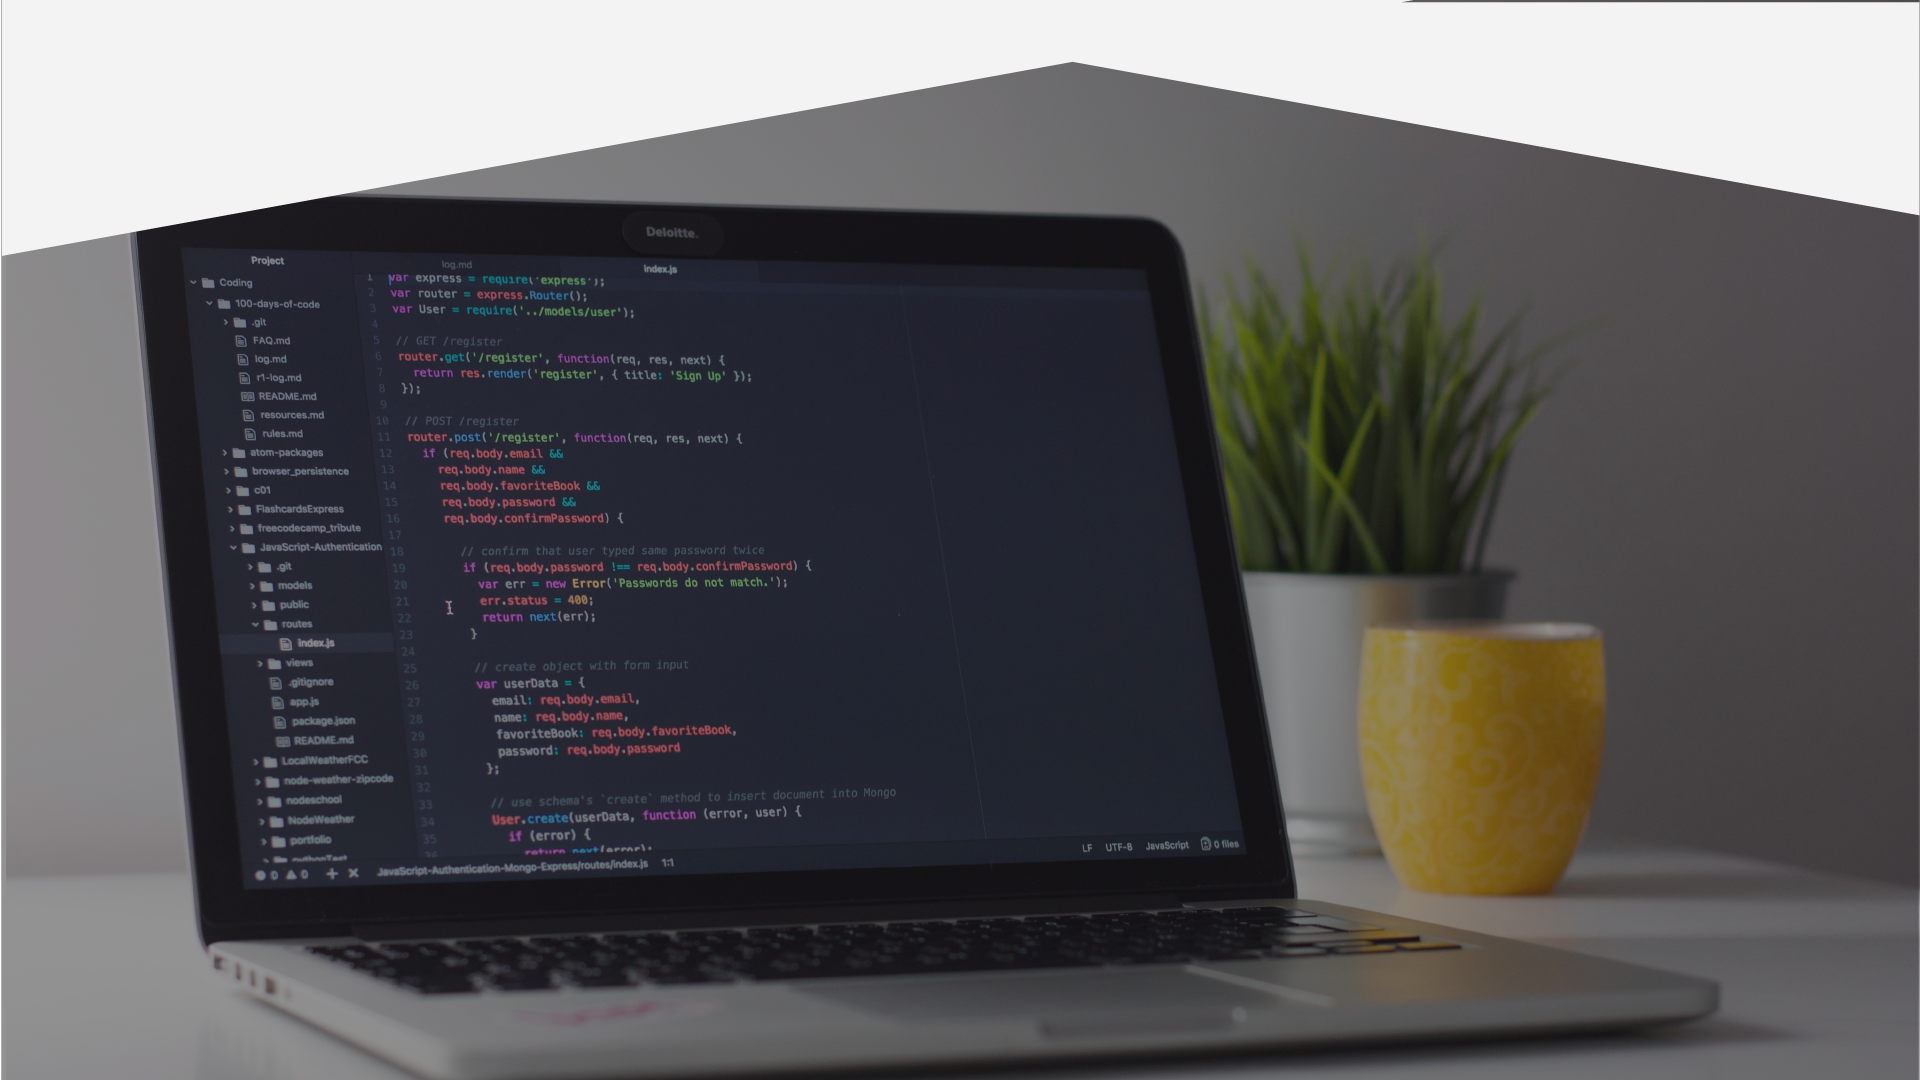 Deloitte.
Project
log.md
index.js
Coding
100-days-of-code
.git
FAQ.md
log.md
r1-log.md
README.md
resources.md
rules.md
atom-packages
browser_persistence
c01
FlashcardsExpress
freecodecamp_tribute
JavaScript-Authentication
.git
models
public
routes
index.js
views
.gitignore
app.js
package.json
README.md
LocalWeatherFCC
node-weather-zipcode
nodeschool
NodeWeather
portfolio
pythonTest
1 var express = require('express');
2 var router = express.Router();
3 var User = require('../models/user');
4
5 // GET /register
6 router.get('/register', function(req, res, next) {
7 return res.render('register', { title: 'Sign Up' });
8 });
9
10 // POST /register
11 router.post('/register', function(req, res, next) {
12 if (req.body.email &&
13 req.body.name &&
14 req.body.favoriteBook &&
15 req.body.password &&
16 req.body.confirmPassword) {
17
18 // confirm that user typed same password twice
19 if (req.body.password !== req.body.confirmPassword) {
20 var err = new Error('Passwords do not match.');
21 err.status = 400;
22 return next(err);
23 }
24
25 // create object with form input
26 var userData = {
27 email: req.body.email,
28 name: req.body.name,
29 favoriteBook: req.body.favoriteBook,
30 password: req.body.password
31 };
32
33 // use schema's `create` method to insert document into Mongo
34 User.create(userData, function (error, user) {
35 if (error) {
36 return next(error);
0 0 + × JavaScript-Authentication-Mongo-Express/routes/index.js 1:1 LF UTF-8 JavaScript 0 files